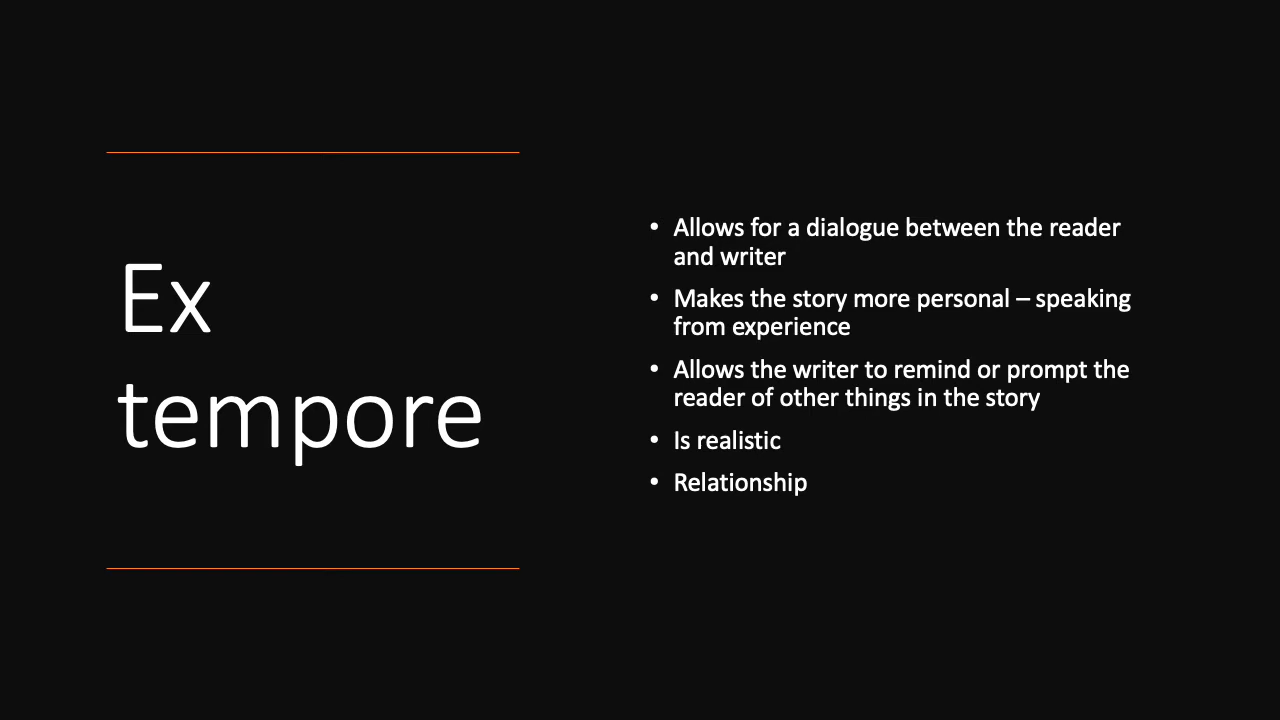 Ex
tempore
• Allows for a dialogue between the reader
and writer
• Makes the story more personal – speaking
from experience
• Allows the writer to remind or prompt the
reader of other things in the story
• Is realistic
• Relationship